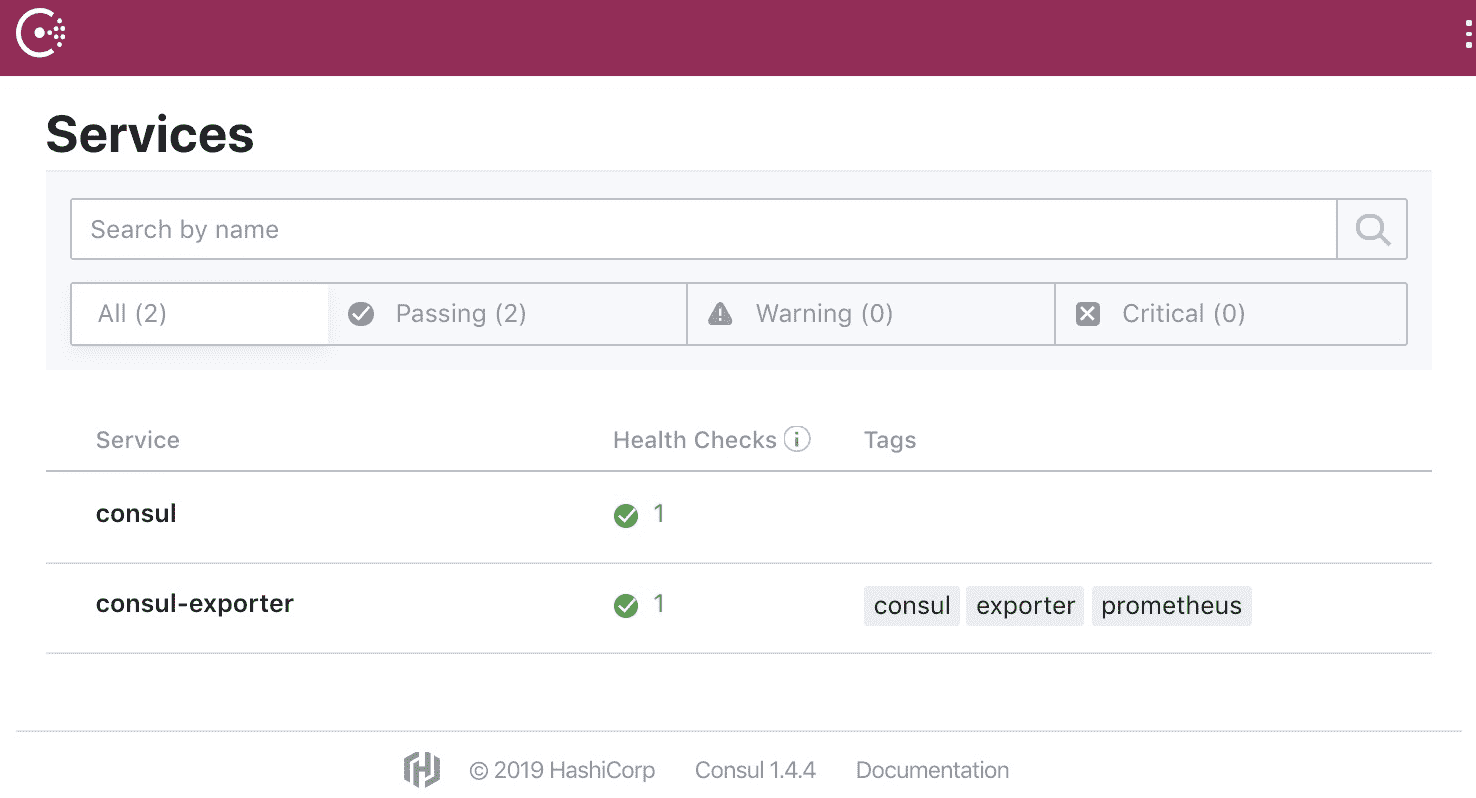 Services
Search by name
All (2) Passing (2) Warning (0) Critical (0)
Service Health Checks Tags
consul 1
consul-exporter 1 consul exporter prometheus
© 2019 HashiCorp Consul 1.4.4 Documentation